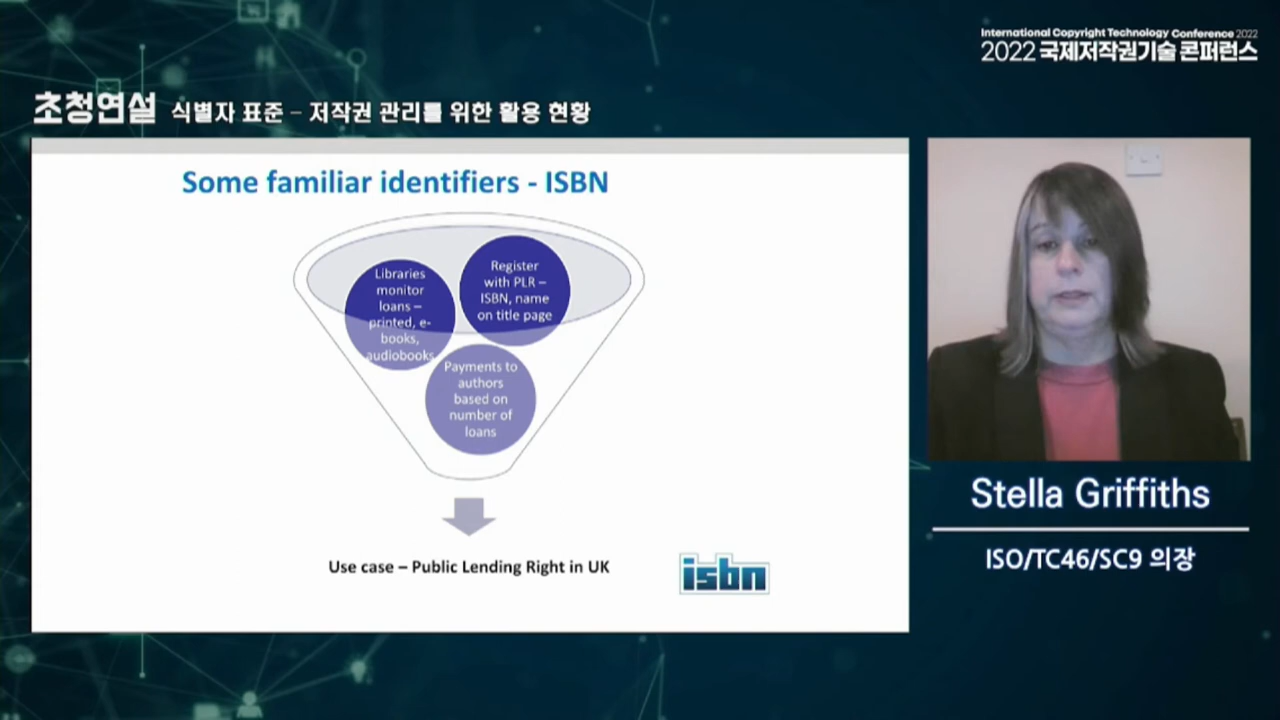 International Copyright Technology Conference 2022
2022 국제저작권기술 콘퍼런스
초청연설 식별자 표준 – 저작권 관리를 위한 활용 현황
Some familiar identifiers - ISBN
Libraries
monitor
loans –
printed, e-
books,
audiobooks
Register
with PLR –
ISBN, name
on title page
Payments to
authors
based on
number of
loans
Use case – Public Lending Right in UK
isbn
Stella Griffiths
ISO/TC46/SC9 의장